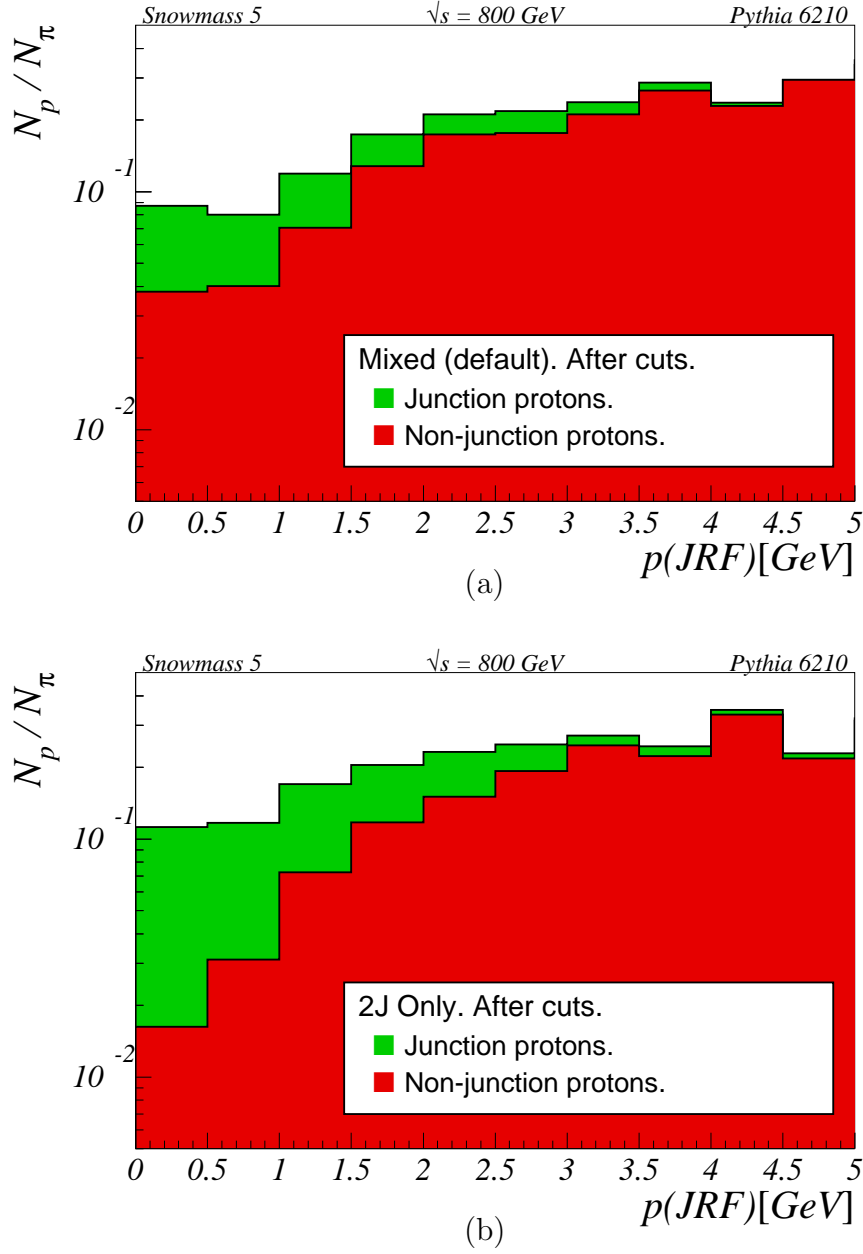 Snowmass 5 √s = 800 GeV Pythia 6210
N_p / N_π
10^-1
10^-2
0 0.5 1 1.5 2 2.5 3 3.5 4 4.5 5
p(JRF)[GeV]
Mixed (default). After cuts.
Junction protons.
Non-junction protons.
(a)
Snowmass 5 √s = 800 GeV Pythia 6210
N_p / N_π
10^-1
10^-2
0 0.5 1 1.5 2 2.5 3 3.5 4 4.5 5
p(JRF)[GeV]
2J Only. After cuts.
Junction protons.
Non-junction protons.
(b)